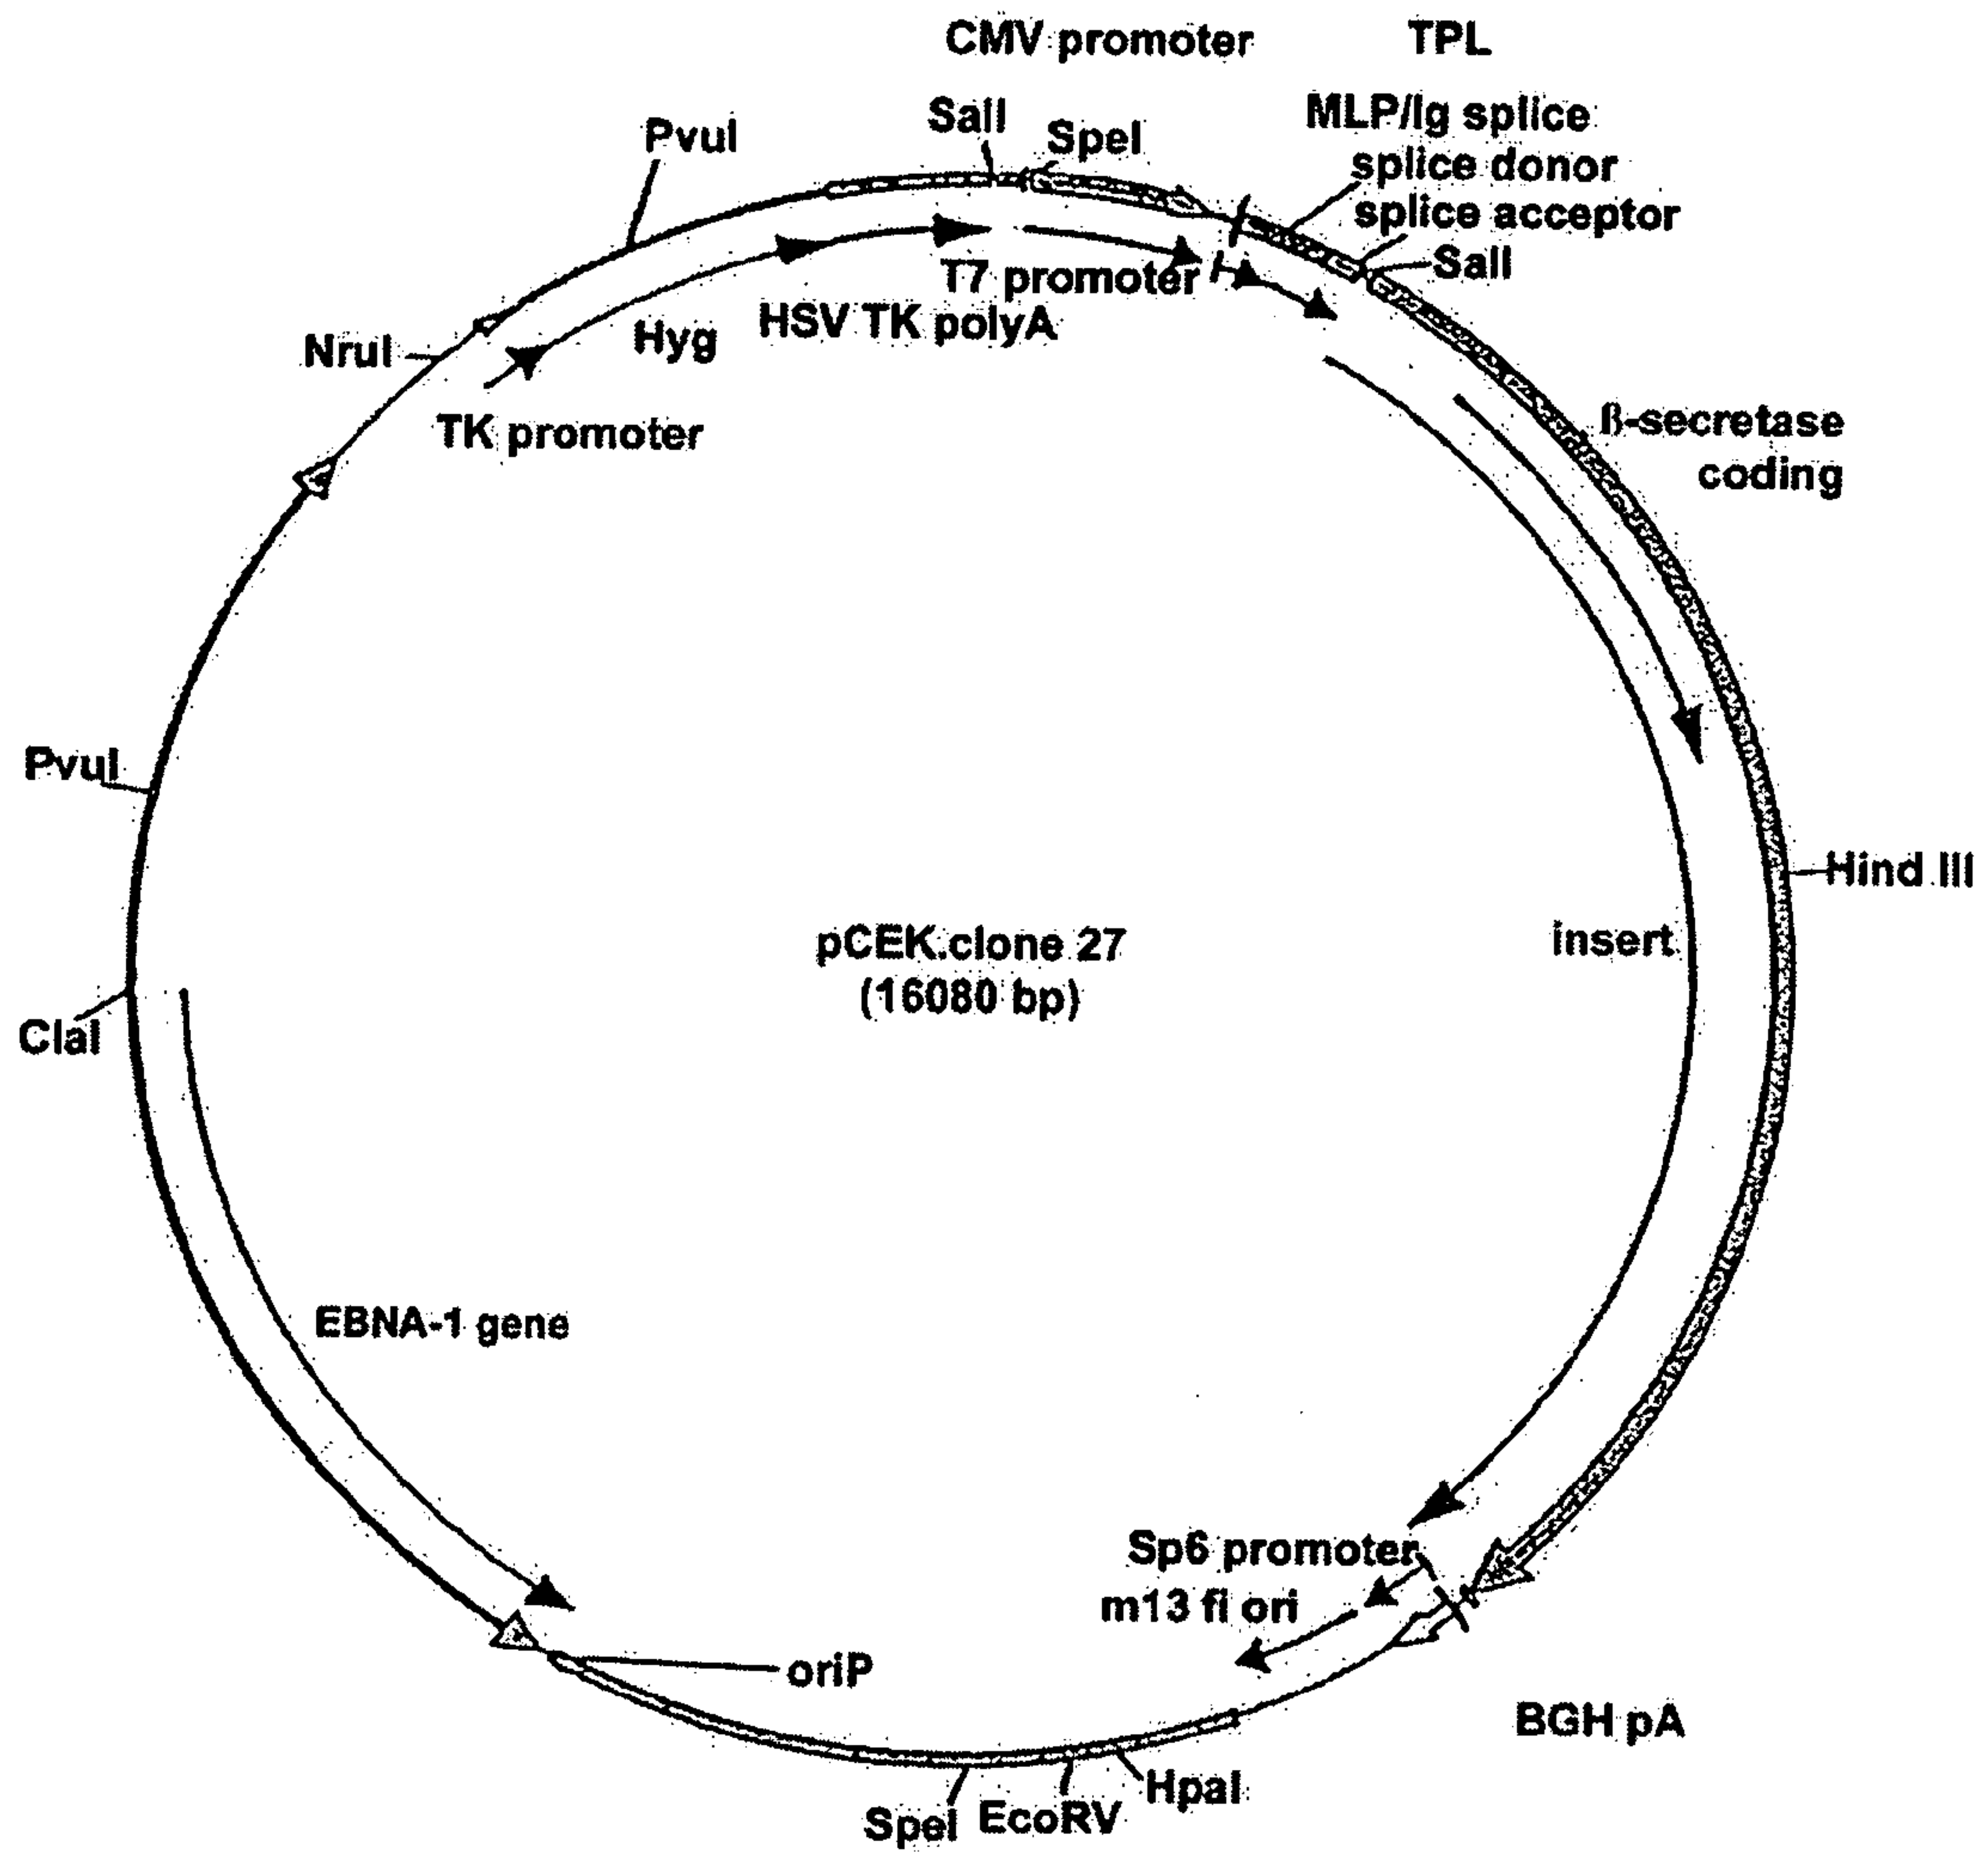 CMV promoter
TPL
SalI
SpeI
MLP/Ig splice
splice donor
splice acceptor
SalI
PvuI
NruI
T7 promoter
HSV TK polyA
Hyg
TK promoter
ß-secretase
coding
PvuI
Hind III
pCEK.clone 27
(16080 bp)
insert
ClaI
EBNA-1 gene
Sp6 promoter
m13 fi ori
oriP
BGH pA
HpaI
SpeI
EcoRV